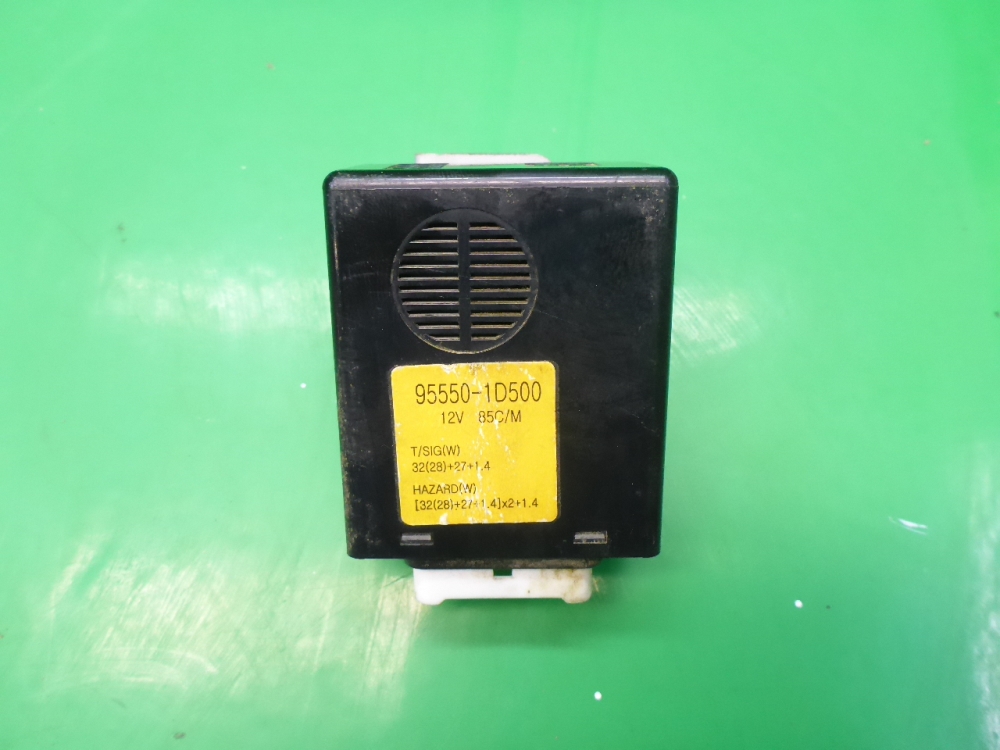 95550-1D500
12V 85C/M
T/SIG(W)
32(28)+27+1.4
HAZARD(W)
[32(28)+27+1.4]x2+1.4